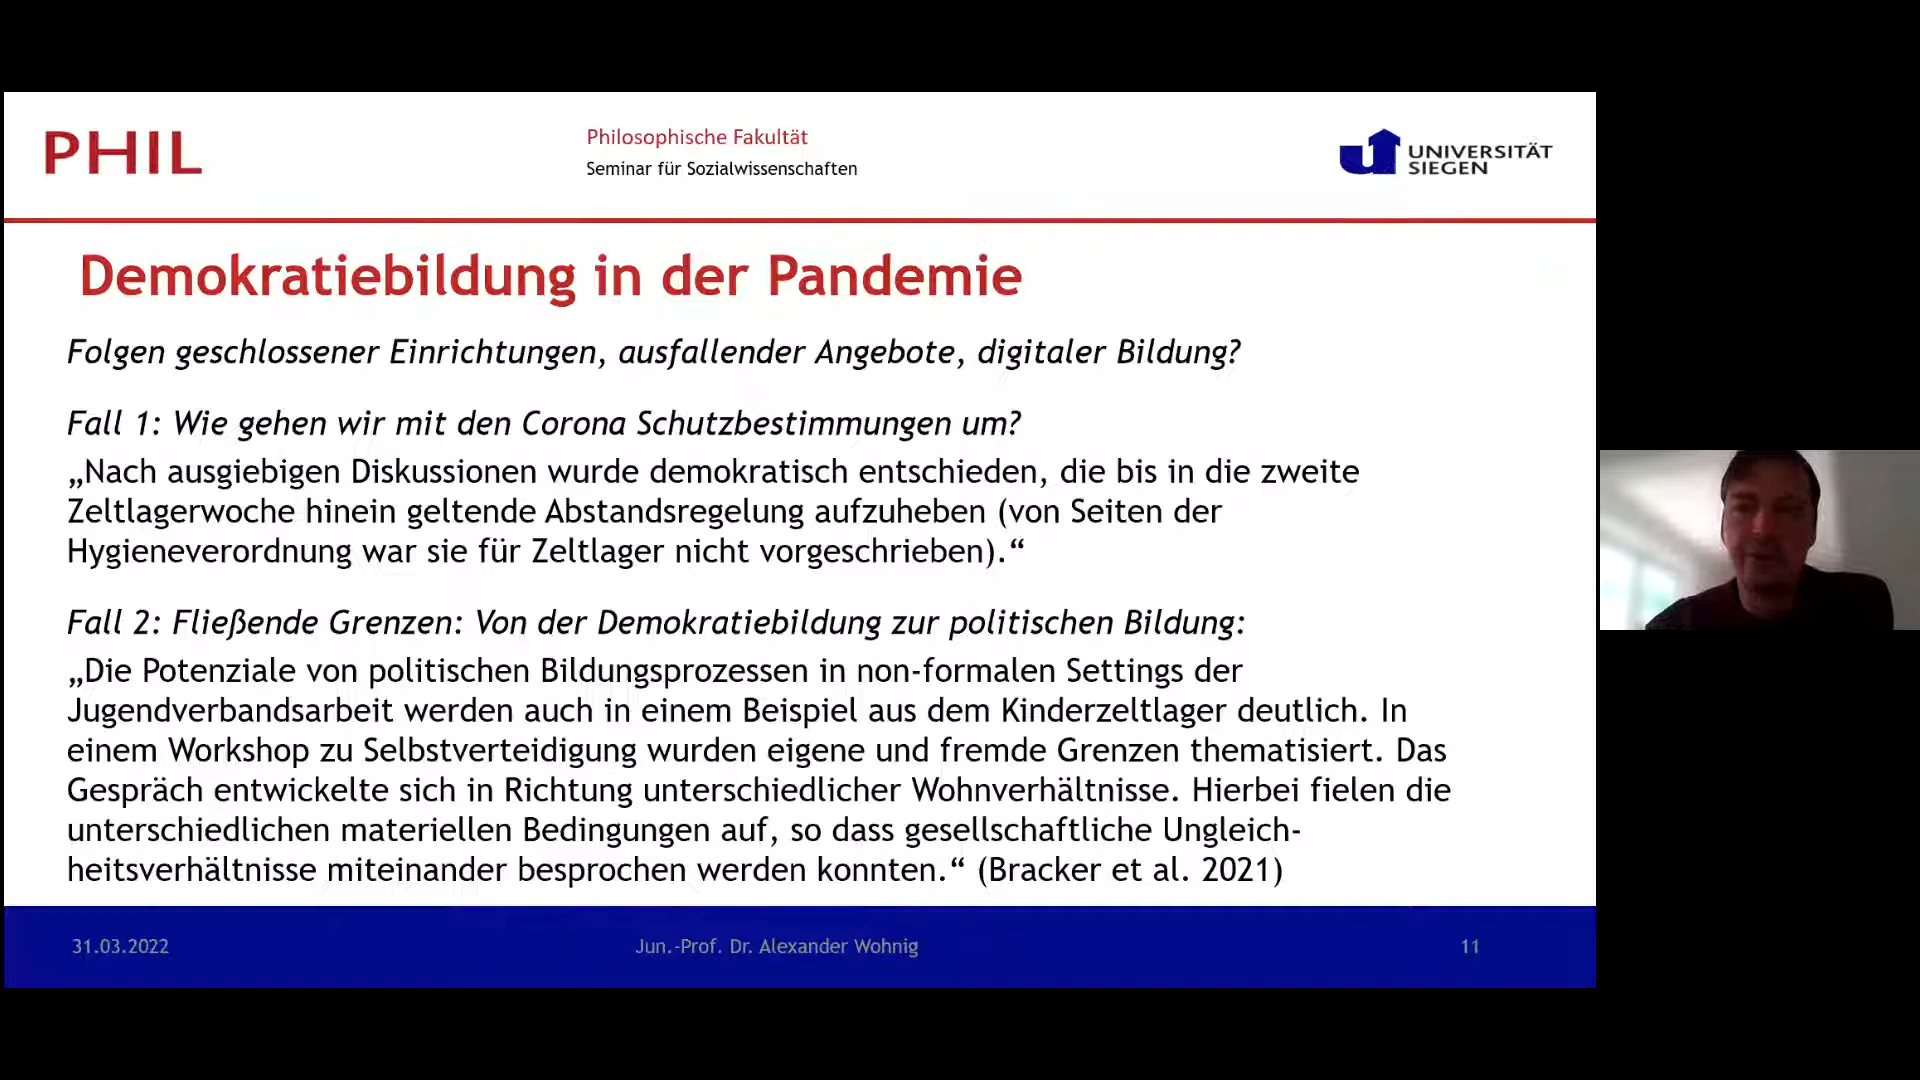 PHIL
Philosophische Fakultät
Seminar für Sozialwissenschaften
UNIVERSITÄT
SIEGEN
Demokratiebildung in der Pandemie
Folgen geschlossener Einrichtungen, ausfallender Angebote, digitaler Bildung?
Fall 1: Wie gehen wir mit den Corona Schutzbestimmungen um?
„Nach ausgiebigen Diskussionen wurde demokratisch entschieden, die bis in die zweite
Zeltlagerwoche hinein geltende Abstandsregelung aufzuheben (von Seiten der
Hygieneverordnung war sie für Zeltlager nicht vorgeschrieben).“
Fall 2: Fließende Grenzen: Von der Demokratiebildung zur politischen Bildung:
„Die Potenziale von politischen Bildungsprozessen in non-formalen Settings der
Jugendverbandsarbeit werden auch in einem Beispiel aus dem Kinderzeltlager deutlich. In
einem Workshop zu Selbstverteidigung wurden eigene und fremde Grenzen thematisiert. Das
Gespräch entwickelte sich in Richtung unterschiedlicher Wohnverhältnisse. Hierbei fielen die
unterschiedlichen materiellen Bedingungen auf, so dass gesellschaftliche Ungleich-
heitsverhältnisse miteinander besprochen werden konnten.“ (Bracker et al. 2021)
31.03.2022
Jun.-Prof. Dr. Alexander Wohnig
11